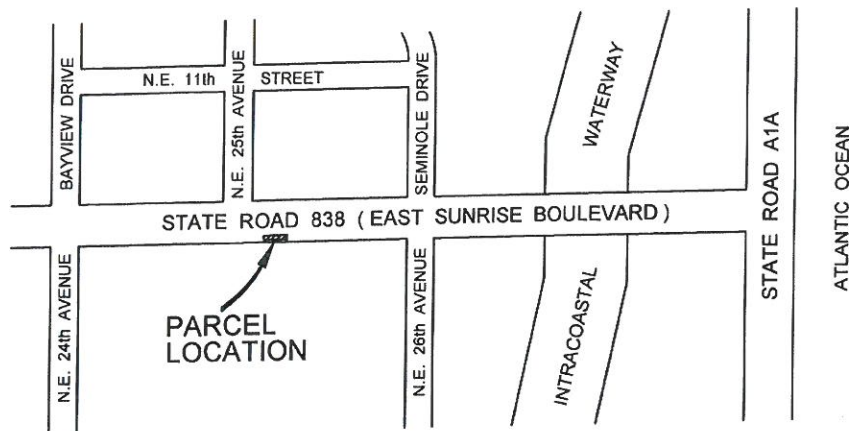 BAYVIEW DRIVE
N.E. 11th STREET
N.E. 25th AVENUE
SEMINOLE DRIVE
WATERWAY
STATE ROAD A1A
ATLANTIC OCEAN
STATE ROAD 838 ( EAST SUNRISE BOULEVARD )
N.E. 24th AVENUE
PARCEL
LOCATION
N.E. 26th AVENUE
INTRACOASTAL